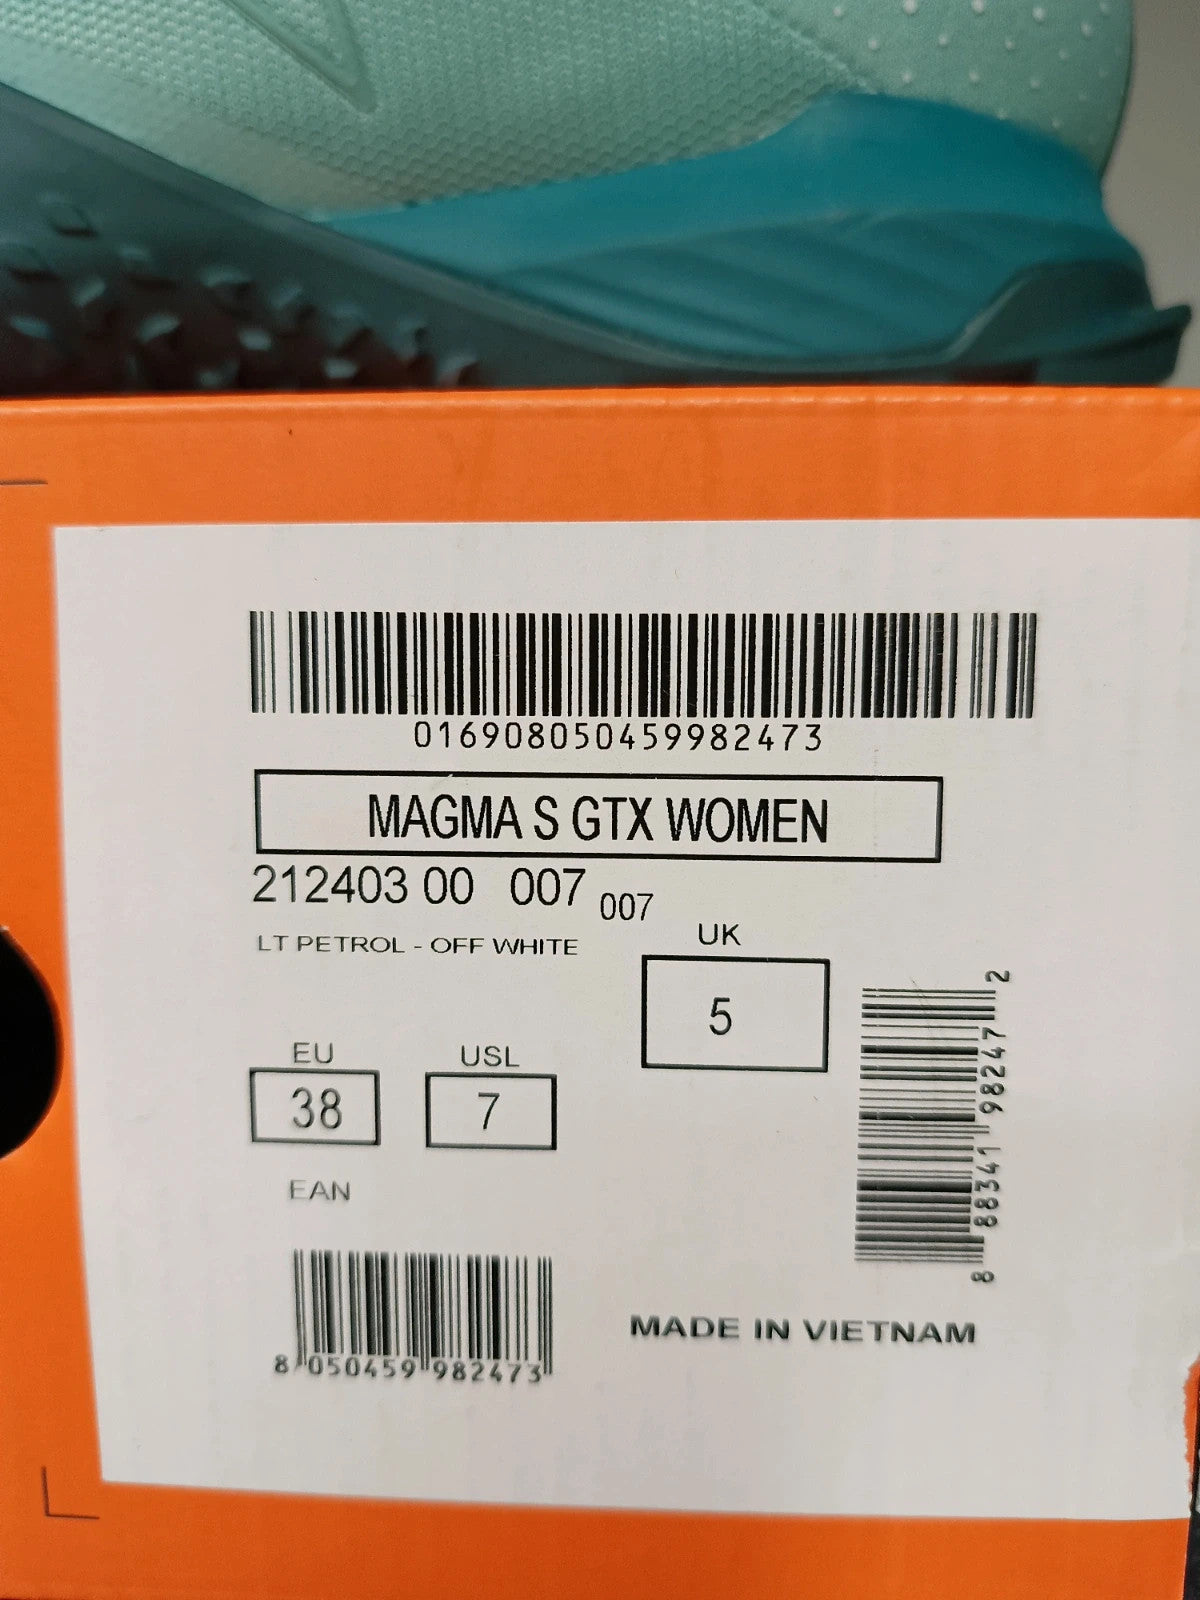 0169080504599982473
MAGMA S GTX WOMEN
212403 00 007 007
LT PETROL - OFF WHITE
UK
5
EU
38
USL
7
EAN
8 050459 982473
8 88341 98247 2
MADE IN VIETNAM